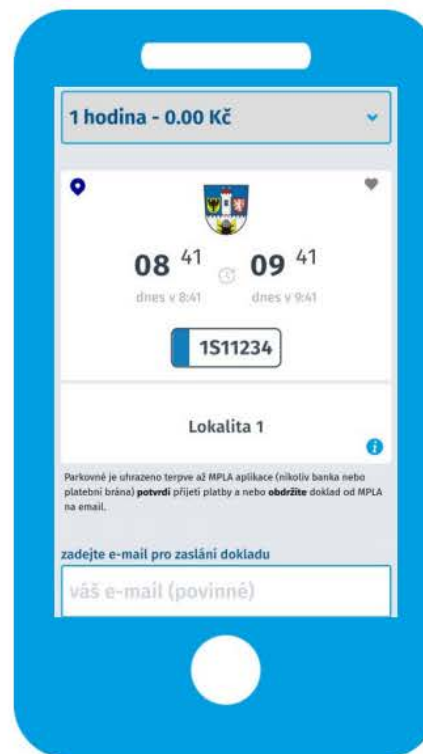 1 hodina - 0.00 Kč
08 41 09 41
dnes v 8:41 dnes v 9:41
1S11234
Lokalita 1
i
Parkovné je uhrazeno terpve až MPLA aplikace (nikoliv banka nebo
platební brána) potvrdí přijetí platby a nebo obdržíte doklad od MPLA
na email.
zadejte e-mail pro zaslání dokladu
váš e-mail (povinné)